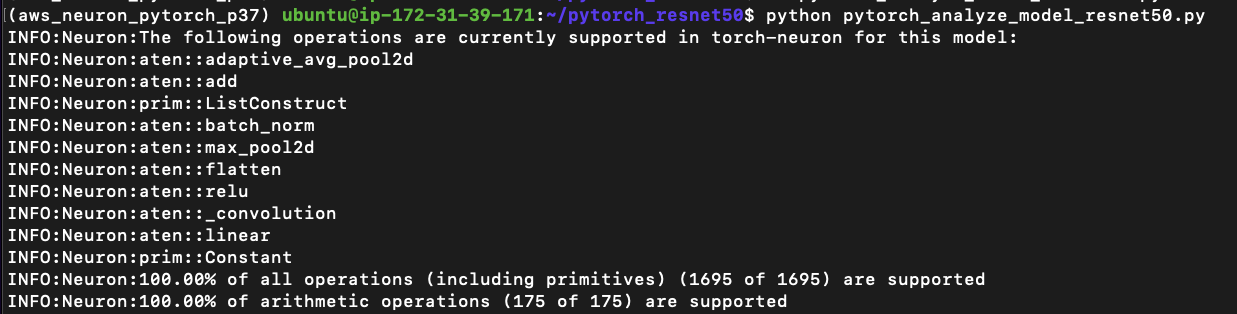 (aws_neuron_pytorch_p37) ubuntu@ip-172-31-39-171:~/pytorch_resnet50$ python pytorch_analyze_model_resnet50.py
INFO:Neuron:The following operations are currently supported in torch-neuron for this model:
INFO:Neuron:aten::adaptive_avg_pool2d
INFO:Neuron:aten::add
INFO:Neuron:prim::ListConstruct
INFO:Neuron:aten::batch_norm
INFO:Neuron:aten::max_pool2d
INFO:Neuron:aten::flatten
INFO:Neuron:aten::relu
INFO:Neuron:aten::_convolution
INFO:Neuron:aten::linear
INFO:Neuron:prim::Constant
INFO:Neuron:100.00% of all operations (including primitives) (1695 of 1695) are supported
INFO:Neuron:100.00% of arithmetic operations (175 of 175) are supported